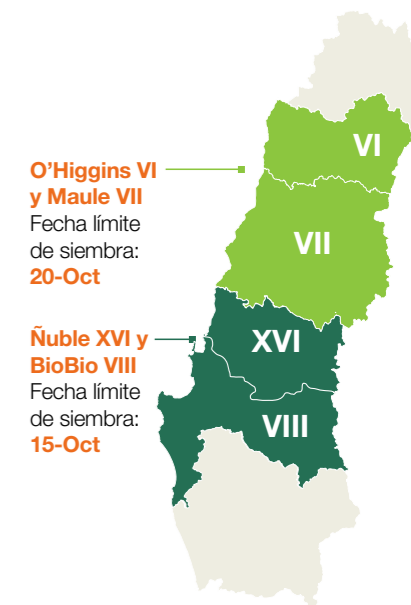 VI
O'Higgins VI
y Maule VII
Fecha límite
de siembra:
20-Oct
VII
Ñuble XVI y
BioBio VIII
Fecha límite
de siembra:
15-Oct
XVI
VIII